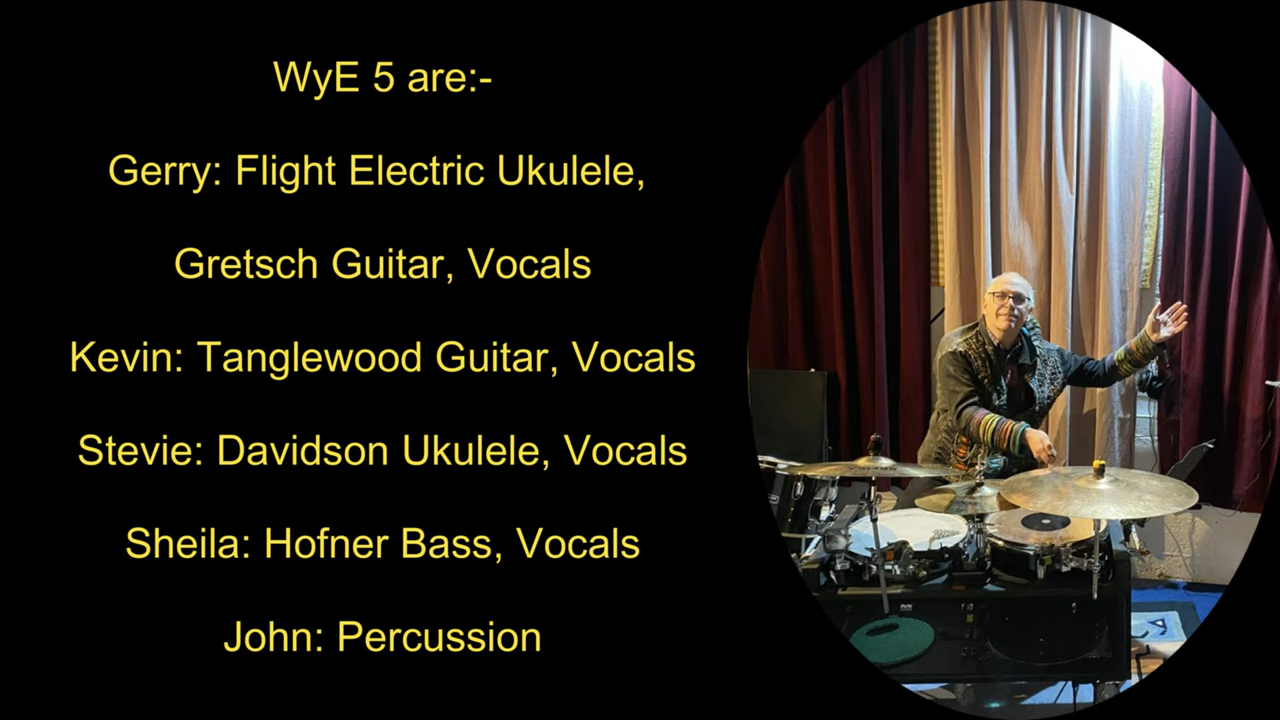 WyE 5 are:-
Gerry: Flight Electric Ukulele,
Gretsch Guitar, Vocals
Kevin: Tanglewood Guitar, Vocals
Stevie: Davidson Ukulele, Vocals
Sheila: Hofner Bass, Vocals
John: Percussion